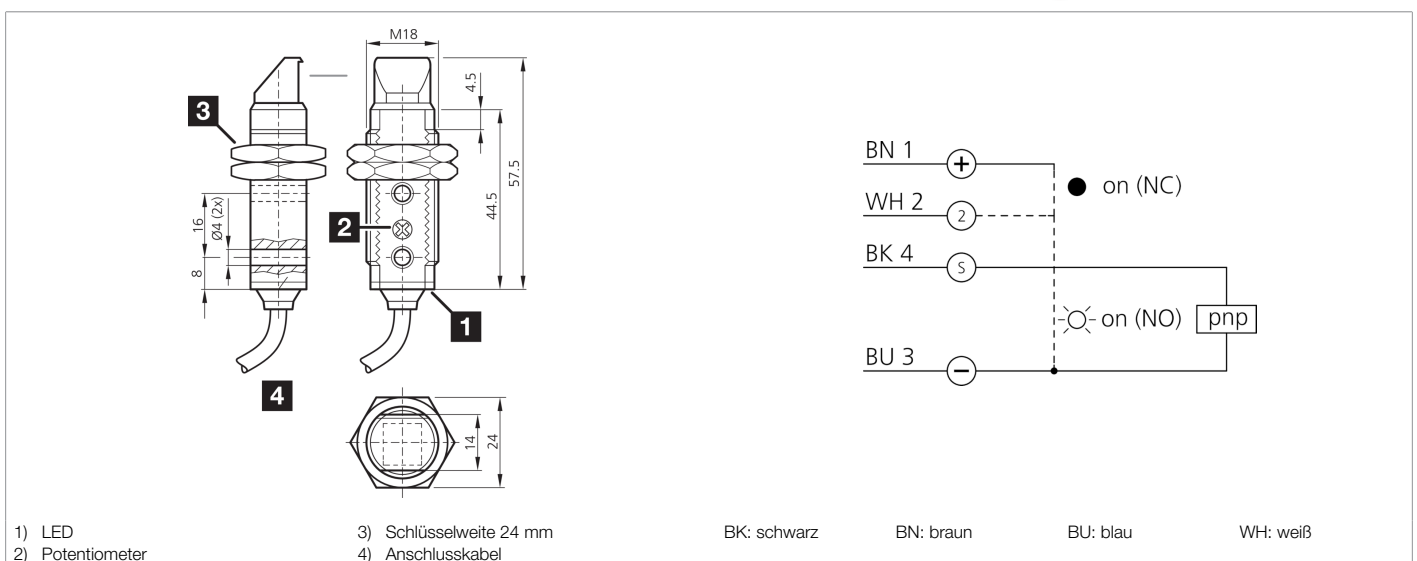 M18
4.5
3
57.5
44.5
16
Ø4 (2x)
2
8
1
4
14
24
BN 1
+
on (NC)
WH 2
2
BK 4
S
on (NO)
pnp
BU 3
−
1) LED
2) Potentiometer
3) Schlüsselweite 24 mm
4) Anschlusskabel
BK: schwarz BN: braun BU: blau WH: weiß